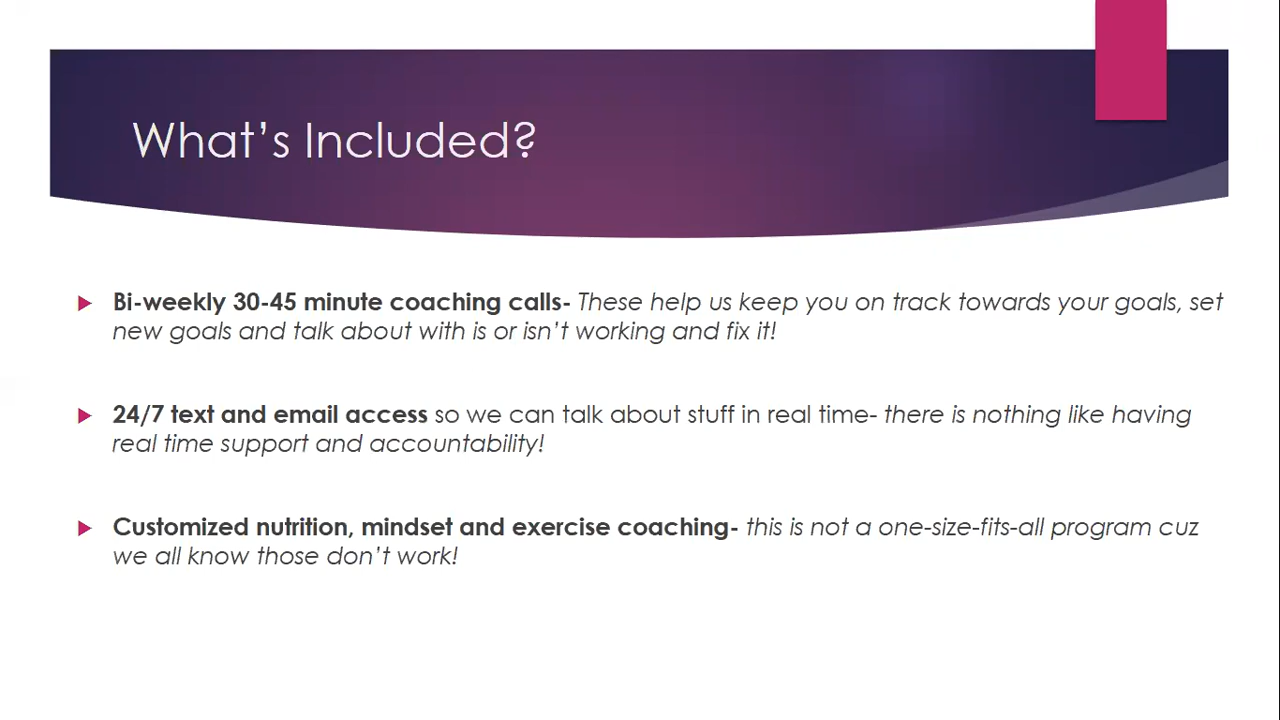 What’s Included?
Bi-weekly 30-45 minute coaching calls- These help us keep you on track towards your goals, set
new goals and talk about with is or isn’t working and fix it!
24/7 text and email access so we can talk about stuff in real time- there is nothing like having
real time support and accountability!
Customized nutrition, mindset and exercise coaching- this is not a one-size-fits-all program cuz
we all know those don’t work!